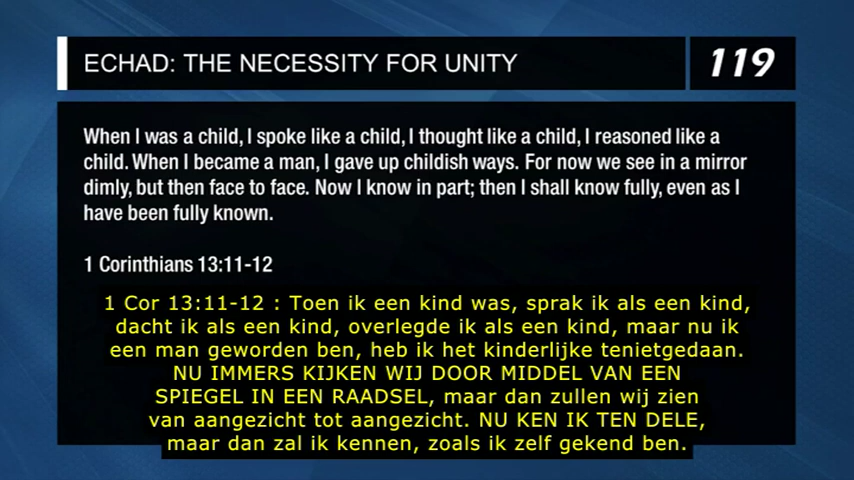 ECHAD: THE NECESSITY FOR UNITY
119
When I was a child, I spoke like a child, I thought like a child, I reasoned like a
child. When I became a man, I gave up childish ways. For now we see in a mirror
dimly, but then face to face. Now I know in part; then I shall know fully, even as I
have been fully known.
1 Corinthians 13:11-12
1 Cor 13:11-12 : Toen ik een kind was, sprak ik als een kind,
dacht ik als een kind, overlegde ik als een kind, maar nu ik
een man geworden ben, heb ik het kinderlijke tenietgedaan.
NU IMMERS KIJKEN WIJ DOOR MIDDEL VAN EEN
SPIEGEL IN EEN RAADSEL, maar dan zullen wij zien
van aangezicht tot aangezicht. NU KEN IK TEN DELE,
maar dan zal ik kennen, zoals ik zelf gekend ben.